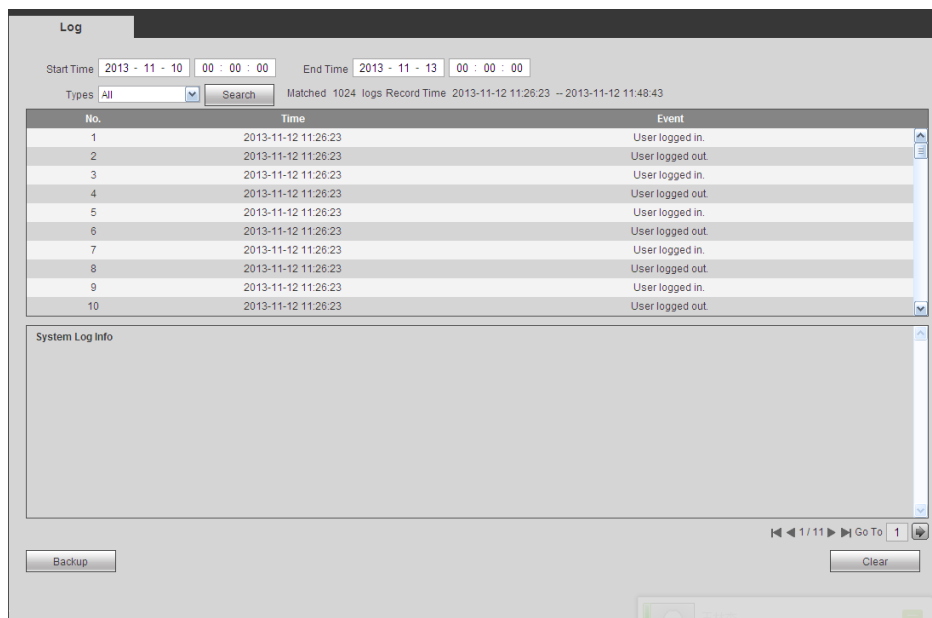 Log
Start Time 2013 - 11 - 10 00 : 00 : 00 End Time 2013 - 11 - 13 00 : 00 : 00
Types All Search Matched 1024 logs Record Time 2013-11-12 11:26:23 -- 2013-11-12 11:48:43
No. Time Event
1 2013-11-12 11:26:23 User logged in.
2 2013-11-12 11:26:23 User logged out.
3 2013-11-12 11:26:23 User logged in.
4 2013-11-12 11:26:23 User logged out.
5 2013-11-12 11:26:23 User logged in.
6 2013-11-12 11:26:23 User logged out.
7 2013-11-12 11:26:23 User logged in.
8 2013-11-12 11:26:23 User logged out.
9 2013-11-12 11:26:23 User logged in.
10 2013-11-12 11:26:23 User logged out.
System Log Info
1 / 11 Go To 1
Backup Clear